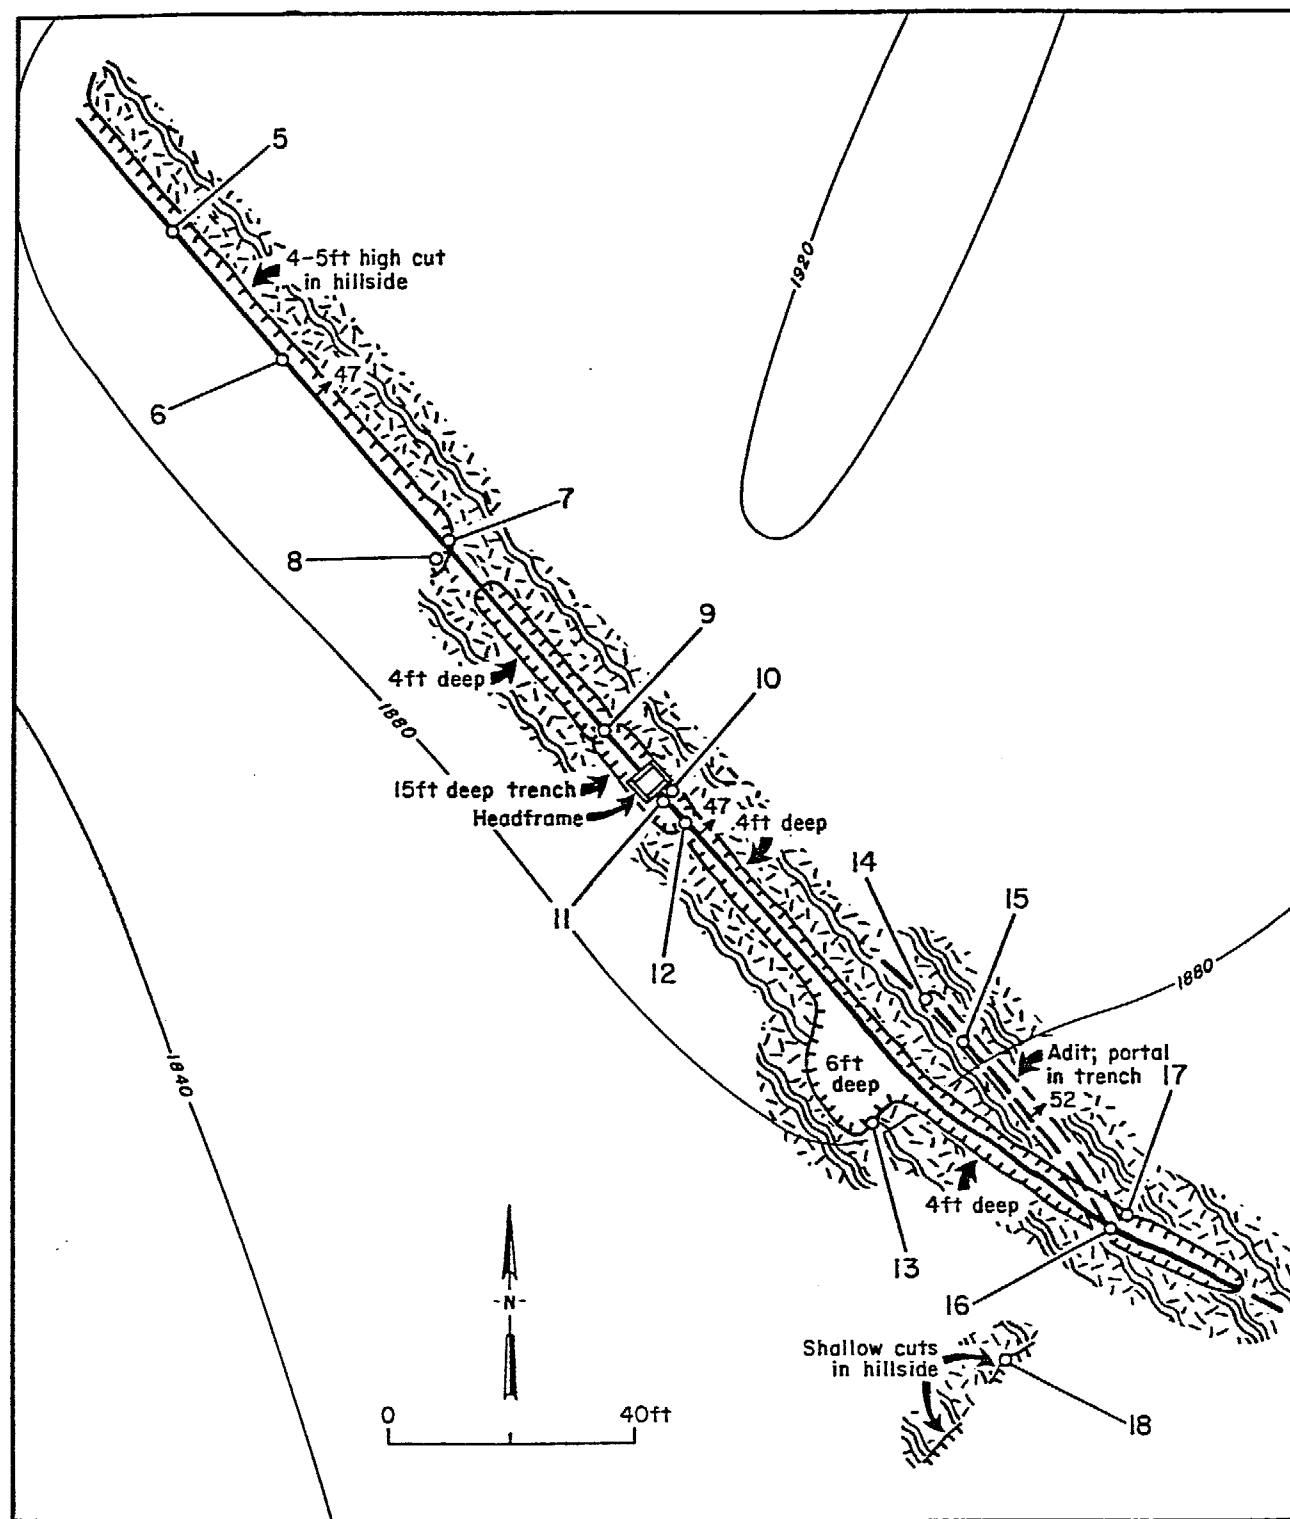 5
4-5ft high cut
in hillside
1920
47
6
7
8
9
4ft deep
10
1880
15ft deep trench
Headframe
47
4ft deep
14
15
11
12
1880
Adit; portal
in trench
17
52
6ft
deep
1840
4ft deep
13
16
-N-
Shallow cuts
in hillside
0
40ft
18